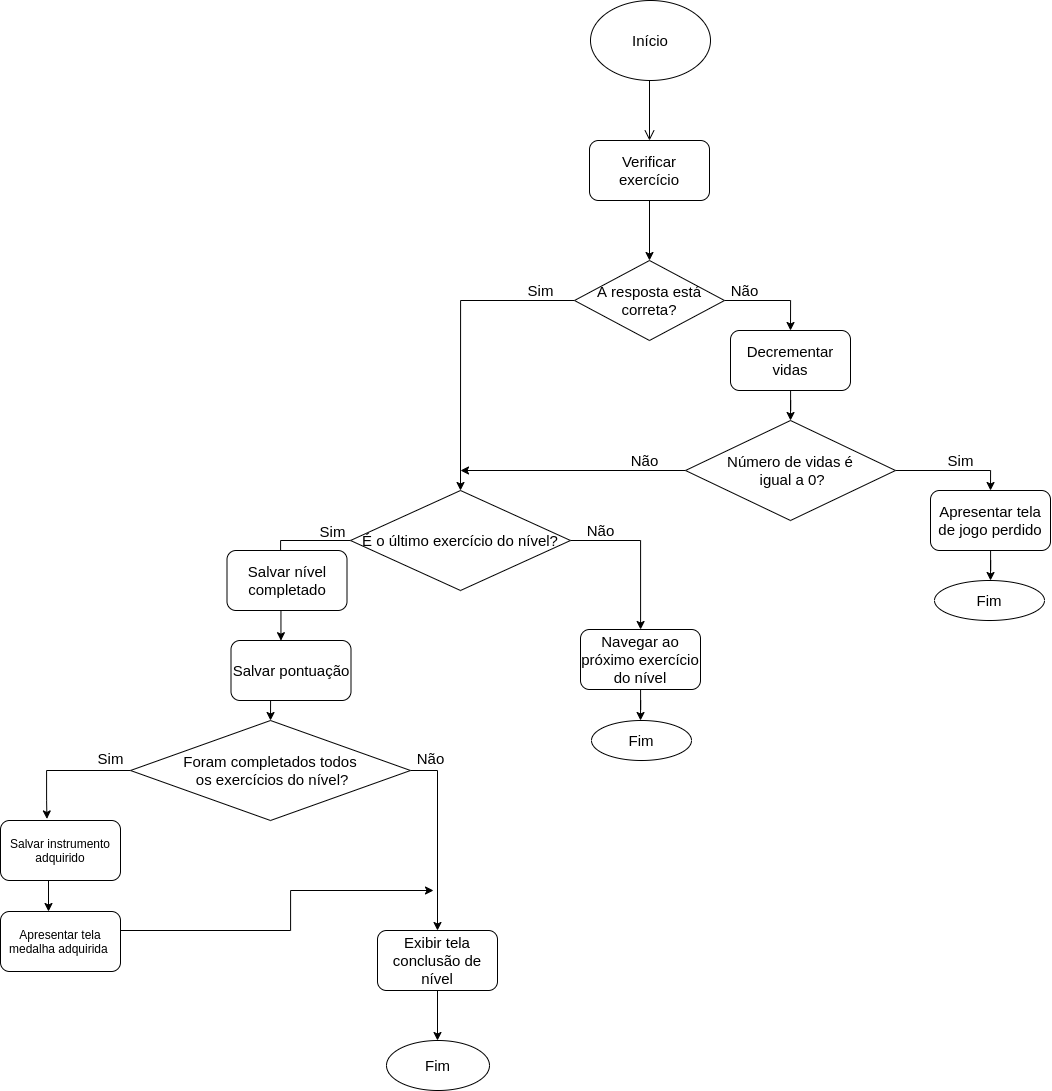 Início
Verificar
exercício
Sim
Não
A resposta está
correta?
Decrementar
vidas
Não
Sim
Número de vidas é
igual a 0?
Apresentar tela
de jogo perdido
Fim
Sim
Não
É o último exercício do nível?
Salvar nível
completado
Salvar pontuação
Navegar ao
próximo exercício
do nível
Fim
Sim
Não
Foram completados todos
os exercícios do nível?
Salvar instrumento
adquirido
Apresentar tela
medalha adquirida
Exibir tela
conclusão de
nível
Fim